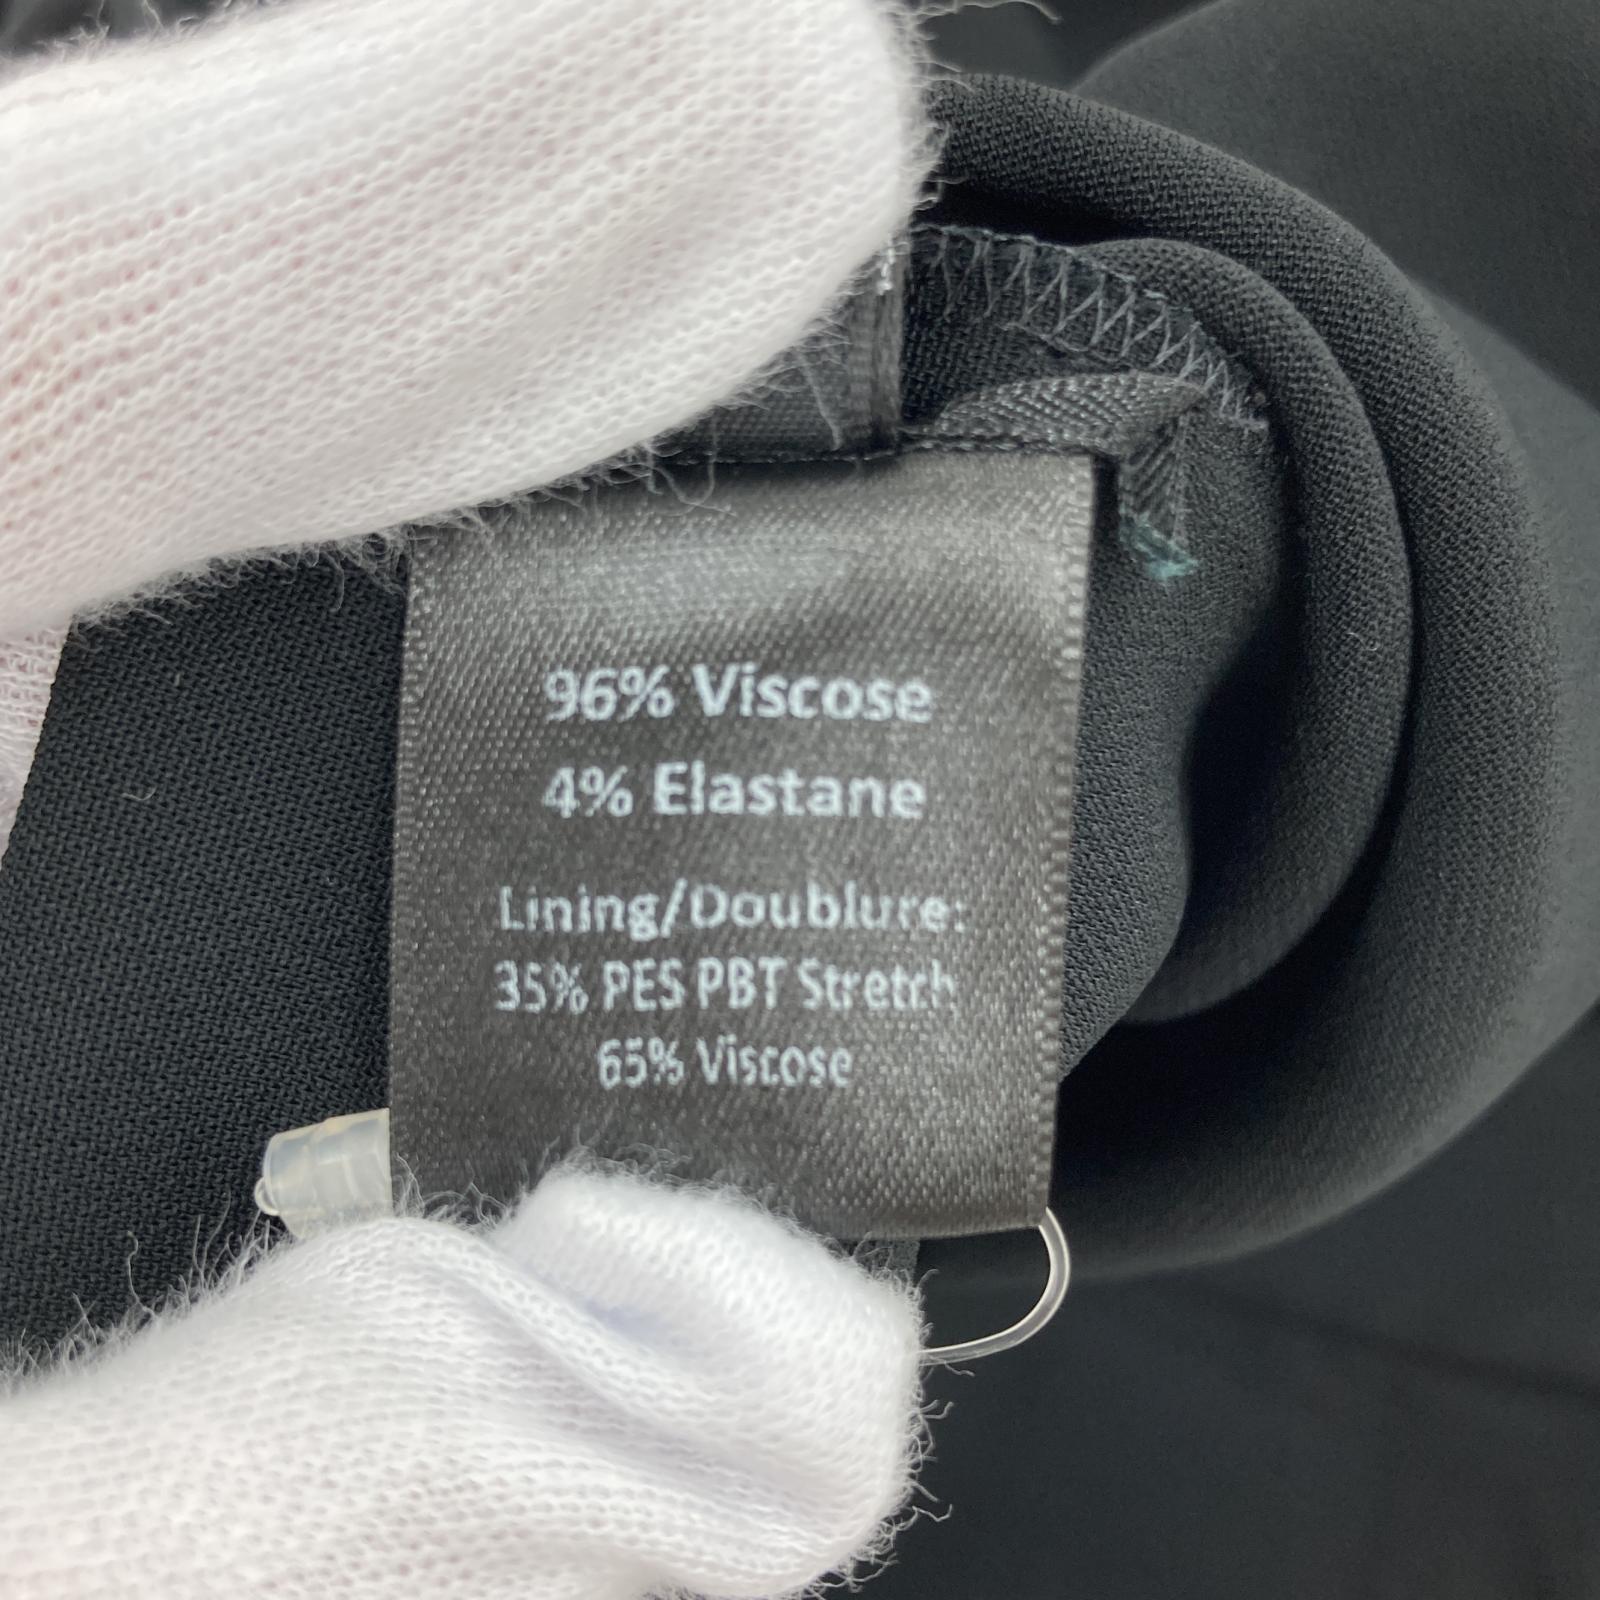 96% Viscose
4% Elastane
Lining/Doublure:
35% PES PBT Stretch
65% Viscose